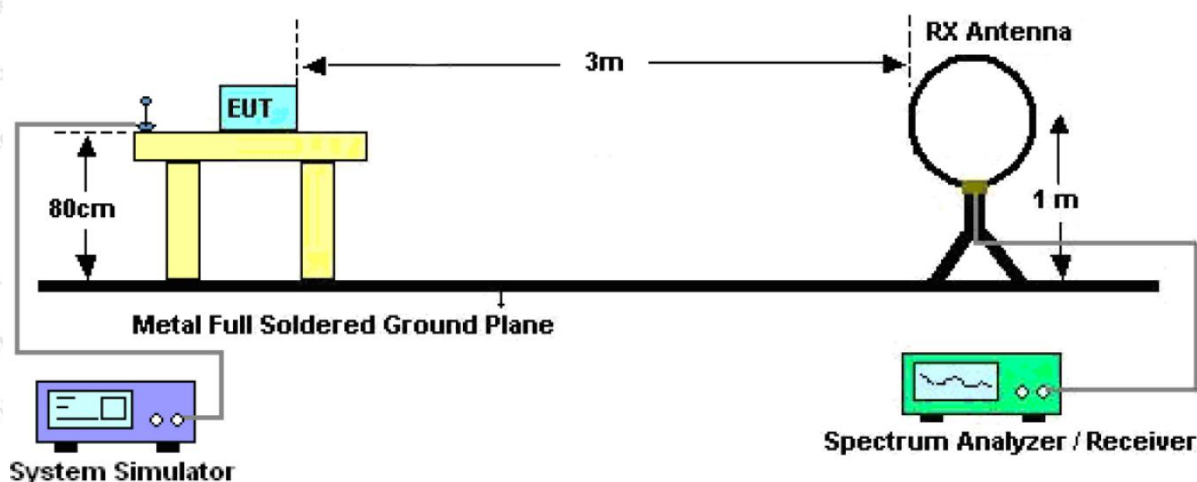 RX Antenna
3m
EUT
80cm
1 m
Metal Full Soldered Ground Plane
Spectrum Analyzer / Receiver
System Simulator